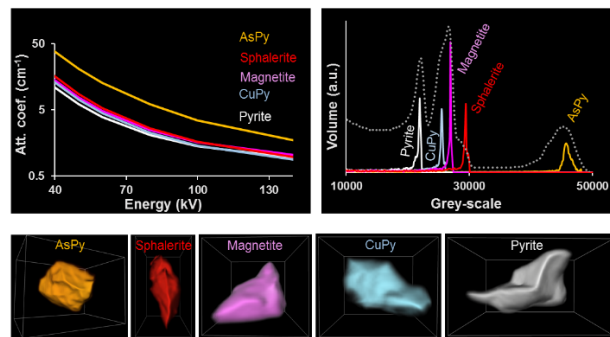 50
5
0.5
Att. coef. (cm⁻¹)
40
70
100
Energy (kV)
AsPy
Sphalerite
Magnetite
CuPy
Pyrite
Volume (a.u.)
10000
30000
50000
Grey-scale
Pyrite
CuPy
Magnetite
Sphalerite
AsPy
AsPy
Sphalerite
Magnetite
CuPy
Pyrite